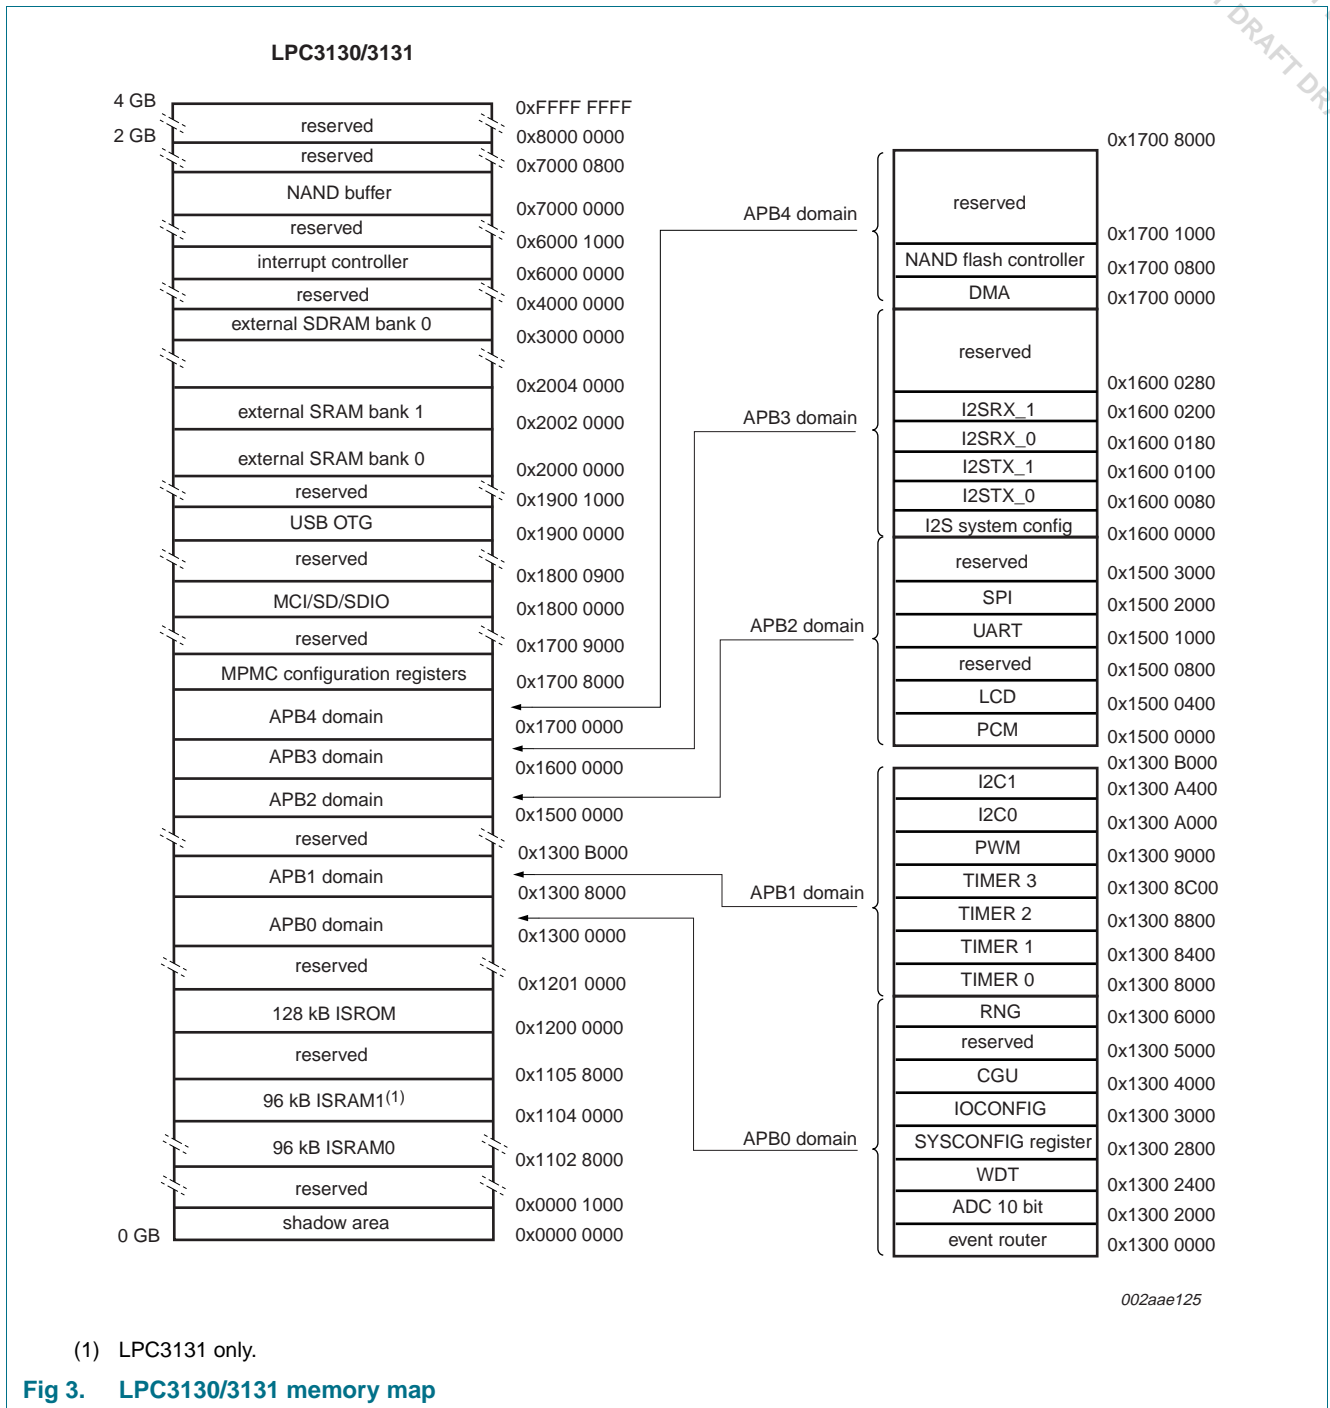 DRAFT DRAFT
LPC3130/3131
4 GB
0xFFFF FFFF
reserved
2 GB
0x8000 0000
reserved
0x7000 0800
NAND buffer
0x7000 0000
reserved
0x6000 1000
interrupt controller
0x6000 0000
reserved
0x4000 0000
external SDRAM bank 0
0x3000 0000
0x2004 0000
external SRAM bank 1
0x2002 0000
external SRAM bank 0
0x2000 0000
reserved
0x1900 1000
USB OTG
0x1900 0000
reserved
0x1800 0900
MCI/SD/SDIO
0x1800 0000
reserved
0x1700 9000
MPMC configuration registers
0x1700 8000
APB4 domain
0x1700 0000
APB3 domain
0x1600 0000
APB2 domain
0x1500 0000
reserved
0x1300 B000
APB1 domain
0x1300 8000
APB0 domain
0x1300 0000
reserved
0x1201 0000
128 kB ISROM
0x1200 0000
reserved
0x1105 8000
96 kB ISRAM1(1)
0x1104 0000
96 kB ISRAM0
0x1102 8000
reserved
0x0000 1000
shadow area
0 GB
0x0000 0000
APB4 domain
0x1700 8000
reserved
0x1700 1000
NAND flash controller
0x1700 0800
DMA
0x1700 0000
APB3 domain
reserved
0x1600 0280
I2SRX_1
0x1600 0200
I2SRX_0
0x1600 0180
I2STX_1
0x1600 0100
I2STX_0
0x1600 0080
I2S system config
0x1600 0000
APB2 domain
reserved
0x1500 3000
SPI
0x1500 2000
UART
0x1500 1000
reserved
0x1500 0800
LCD
0x1500 0400
PCM
0x1500 0000
APB1 domain
0x1300 B000
I2C1
0x1300 A400
I2C0
0x1300 A000
PWM
0x1300 9000
TIMER 3
0x1300 8C00
TIMER 2
0x1300 8800
TIMER 1
0x1300 8400
TIMER 0
0x1300 8000
APB0 domain
RNG
0x1300 6000
reserved
0x1300 5000
CGU
0x1300 4000
IOCONFIG
0x1300 3000
SYSCONFIG register
0x1300 2800
WDT
0x1300 2400
ADC 10 bit
0x1300 2000
event router
0x1300 0000
002aae125
(1) LPC3131 only.
Fig 3. LPC3130/3131 memory map